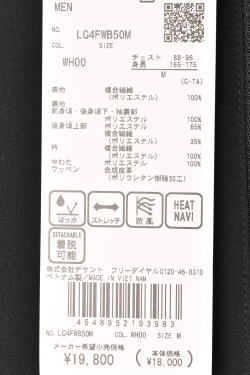 MEN
NO. LG4FWB50M
COL. SIZE
WH00 チェスト 88-96
身長 165-175
M
(G-TA)
表地 複合繊維
(ポリエステル) 100%
裏地
前身頃・後身頃下・袖裏部
ポリエステル 100%
後身頃上部 ポリエステル 65%
複合繊維
(ポリエステル) 35%
衿 複合繊維
(ポリエステル) 100%
中わた ポリエステル 100%
ワッペン 合成皮革
(ポリウレタン樹脂加工)
はっ水 ストレッチ 防風 HEAT NAVI
DETACHABLE
着脱
可能
株式会社デサント フリーダイヤル0120-46-0310
ベトナム製/MADE IN VIET NAM
NO. LG4FWB50M COL. WH00 SIZE M
4548952193983
メーカー希望小売価格 (本体価格)
¥19,800 (¥18,000)